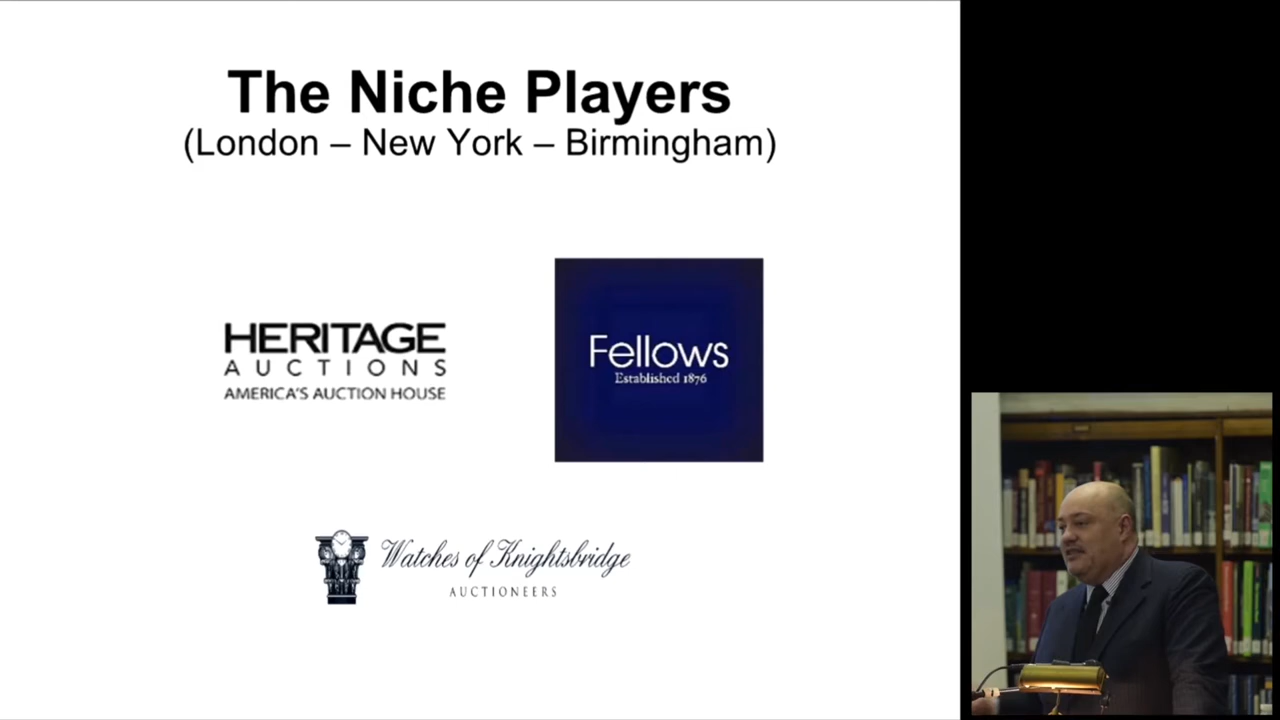 The Niche Players
(London – New York – Birmingham)
HERITAGE
AUCTIONS
AMERICA'S AUCTION HOUSE
Fellows
Established 1876
Watches of Knightsbridge
AUCTIONEERS